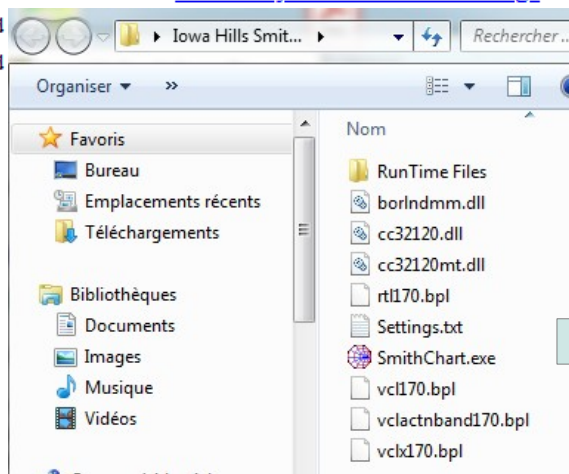 Iowa Hills Smit...
Rechercher ...
Organiser
»
Favoris
Bureau
Emplacements récents
Téléchargements
Bibliothèques
Documents
Images
Musique
Vidéos
Nom
RunTime Files
borlndmm.dll
cc32120.dll
cc32120mt.dll
rtl170.bpl
Settings.txt
SmithChart.exe
vcl170.bpl
vclactnband170.bpl
vclx170.bpl